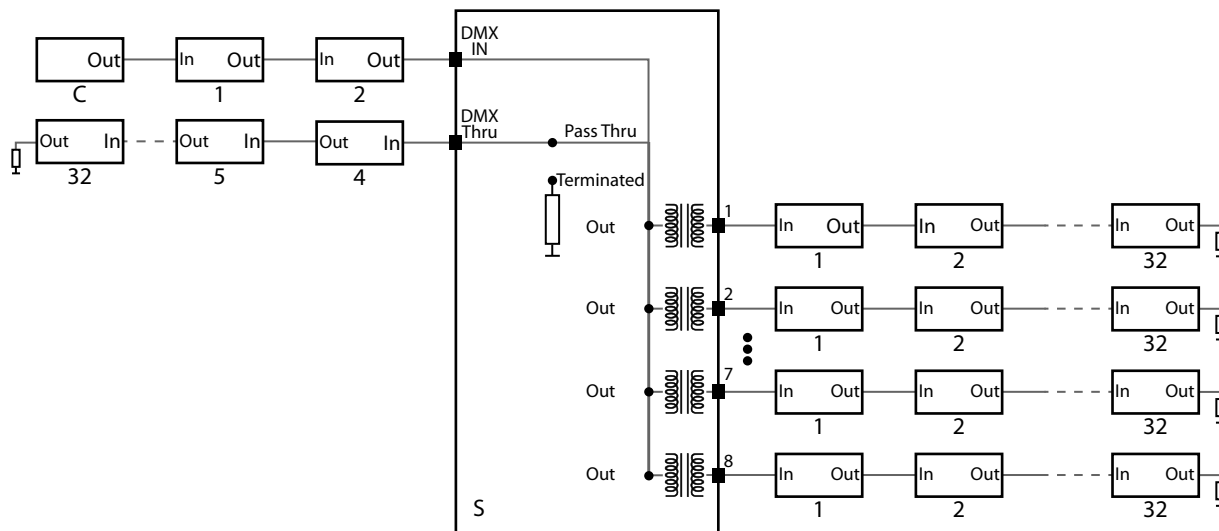 Out
C
In Out
1
In Out
2
DMX
IN
Out In
32
Out In
5
Out In
4
DMX
Thru
Pass Thru
Terminated
Out
1
In Out
1
In Out
2
In Out
32
Out
2
In Out
1
In Out
2
In Out
32
Out
7
In Out
1
In Out
2
In Out
32
Out
8
In Out
1
In Out
2
In Out
32
S